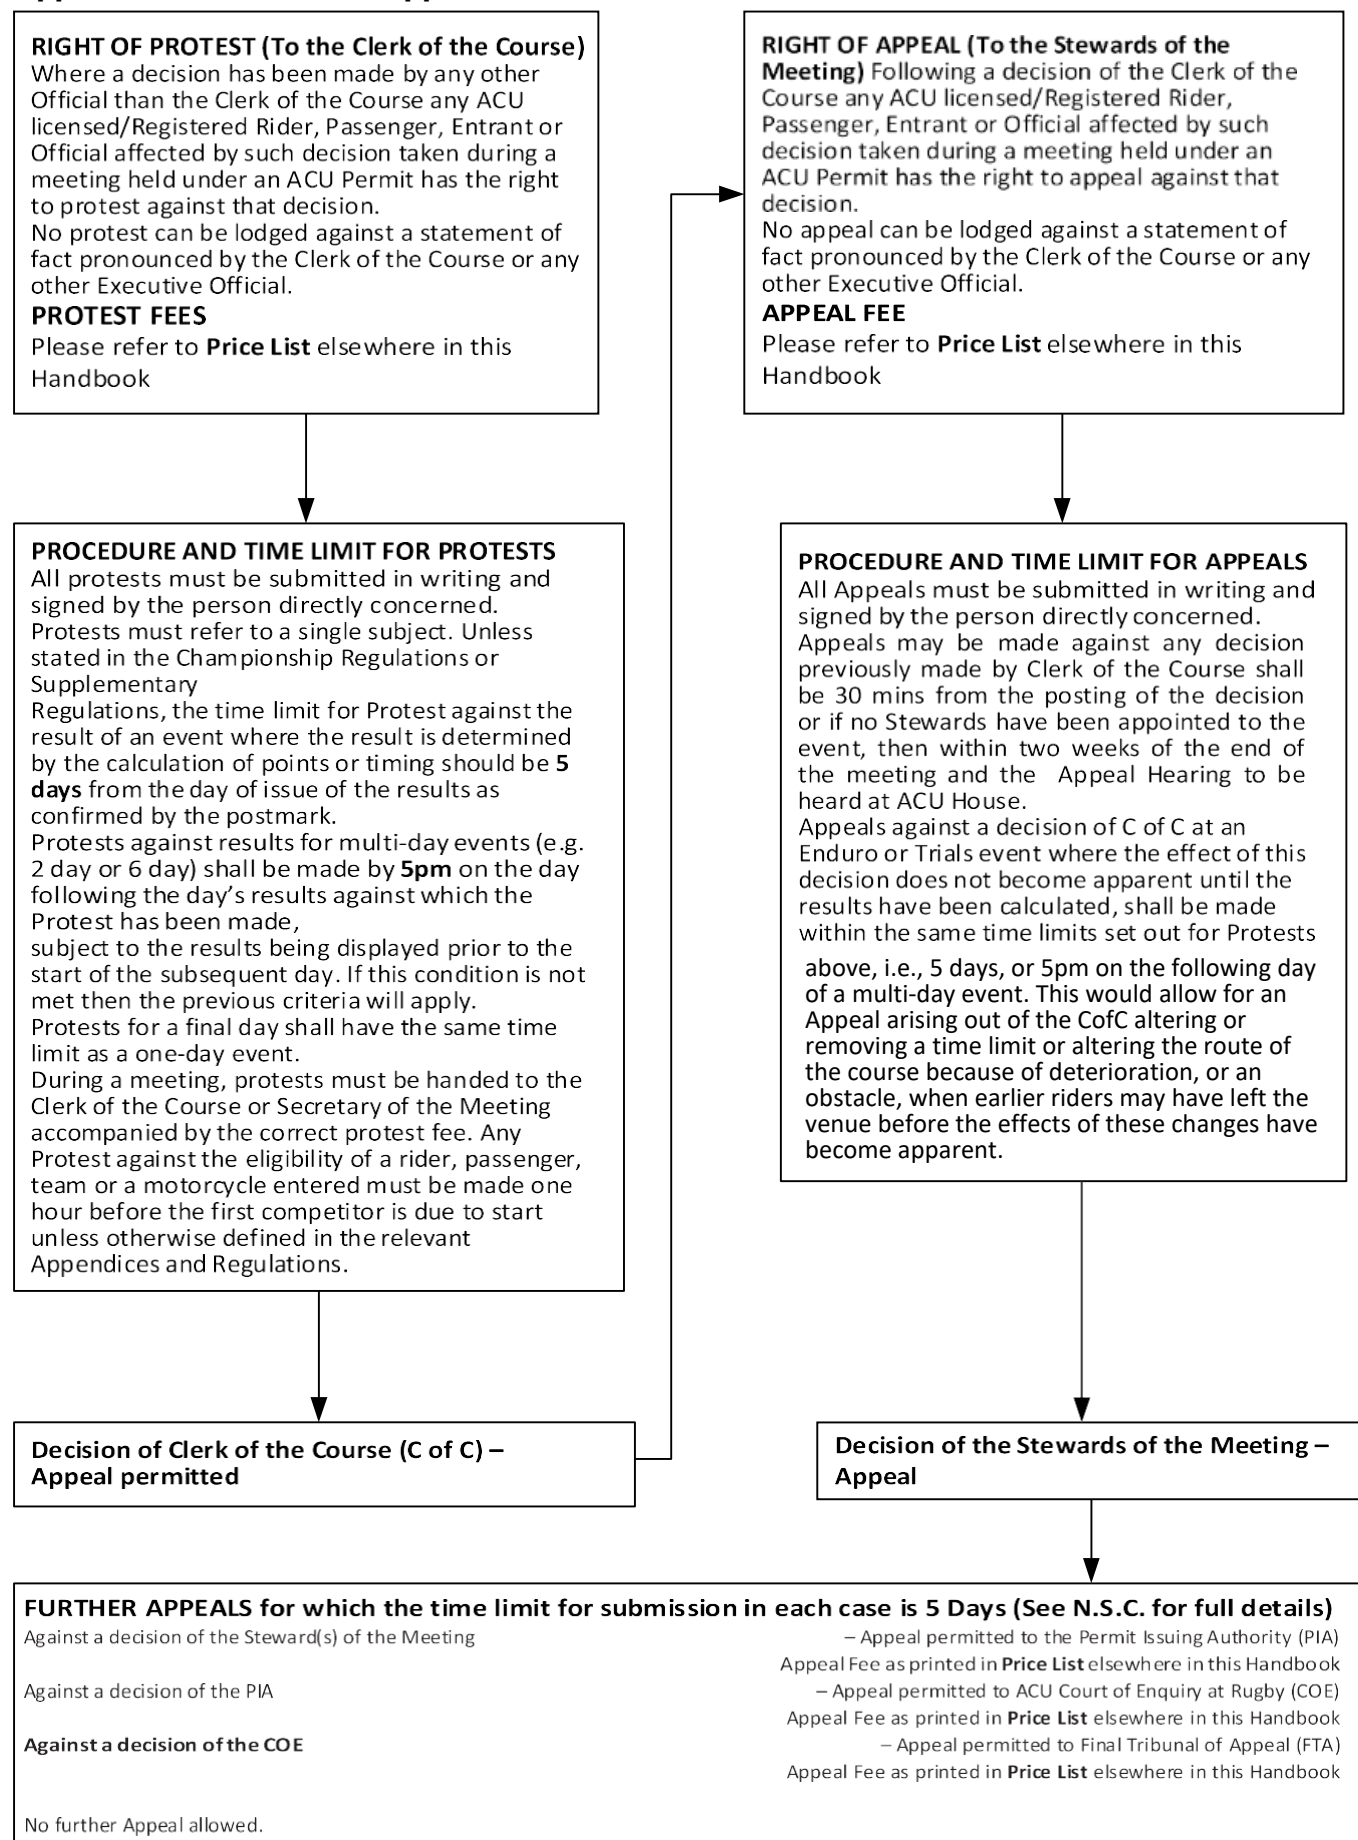 RIGHT OF PROTEST (To the Clerk of the Course)
Where a decision has been made by any other
Official than the Clerk of the Course any ACU
licensed/Registered Rider, Passenger, Entrant or
Official affected by such decision taken during a
meeting held under an ACU Permit has the right
to protest against that decision.
No protest can be lodged against a statement of
fact pronounced by the Clerk of the Course or any
other Executive Official.
PROTEST FEES
Please refer to Price List elsewhere in this
Handbook
RIGHT OF APPEAL (To the Stewards of the
Meeting) Following a decision of the Clerk of the
Course any ACU licensed/Registered Rider,
Passenger, Entrant or Official affected by such
decision taken during a meeting held under an
ACU Permit has the right to appeal against that
decision.
No appeal can be lodged against a statement of
fact pronounced by the Clerk of the Course or any
other Executive Official.
APPEAL FEE
Please refer to Price List elsewhere in this
Handbook
PROCEDURE AND TIME LIMIT FOR PROTESTS
All protests must be submitted in writing and
signed by the person directly concerned.
Protests must refer to a single subject. Unless
stated in the Championship Regulations or
Supplementary
Regulations, the time limit for Protest against the
result of an event where the result is determined
by the calculation of points or timing should be 5
days from the day of issue of the results as
confirmed by the postmark.
Protests against results for multi-day events (e.g.
2 day or 6 day) shall be made by 5pm on the day
following the day's results against which the
Protest has been made,
subject to the results being displayed prior to the
start of the subsequent day. If this condition is not
met then the previous criteria will apply.
Protests for a final day shall have the same time
limit as a one-day event.
During a meeting, protests must be handed to the
Clerk of the Course or Secretary of the Meeting
accompanied by the correct protest fee. Any
Protest against the eligibility of a rider, passenger,
team or a motorcycle entered must be made one
hour before the first competitor is due to start
unless otherwise defined in the relevant
Appendices and Regulations.
PROCEDURE AND TIME LIMIT FOR APPEALS
All Appeals must be submitted in writing and
signed by the person directly concerned.
Appeals may be made against any decision
previously made by Clerk of the Course shall
be 30 mins from the posting of the decision
or if no Stewards have been appointed to the
event, then within two weeks of the end of
the meeting and the Appeal Hearing to be
heard at ACU House.
Appeals against a decision of C of C at an
Enduro or Trials event where the effect of this
decision does not become apparent until the
results have been calculated, shall be made
within the same time limits set out for Protests
above, i.e., 5 days, or 5pm on the following day
of a multi-day event. This would allow for an
Appeal arising out of the CofC altering or
removing a time limit or altering the route of
the course because of deterioration, or an
obstacle, when earlier riders may have left the
venue before the effects of these changes have
become apparent.
Decision of Clerk of the Course (C of C) –
Appeal permitted
Decision of the Stewards of the Meeting –
Appeal
FURTHER APPEALS for which the time limit for submission in each case is 5 Days (See N.S.C. for full details)
Against a decision of the Steward(s) of the Meeting – Appeal permitted to the Permit Issuing Authority (PIA)
Appeal Fee as printed in Price List elsewhere in this Handbook
Against a decision of the PIA – Appeal permitted to ACU Court of Enquiry at Rugby (COE)
Appeal Fee as printed in Price List elsewhere in this Handbook
Against a decision of the COE – Appeal permitted to Final Tribunal of Appeal (FTA)
Appeal Fee as printed in Price List elsewhere in this Handbook
No further Appeal allowed.